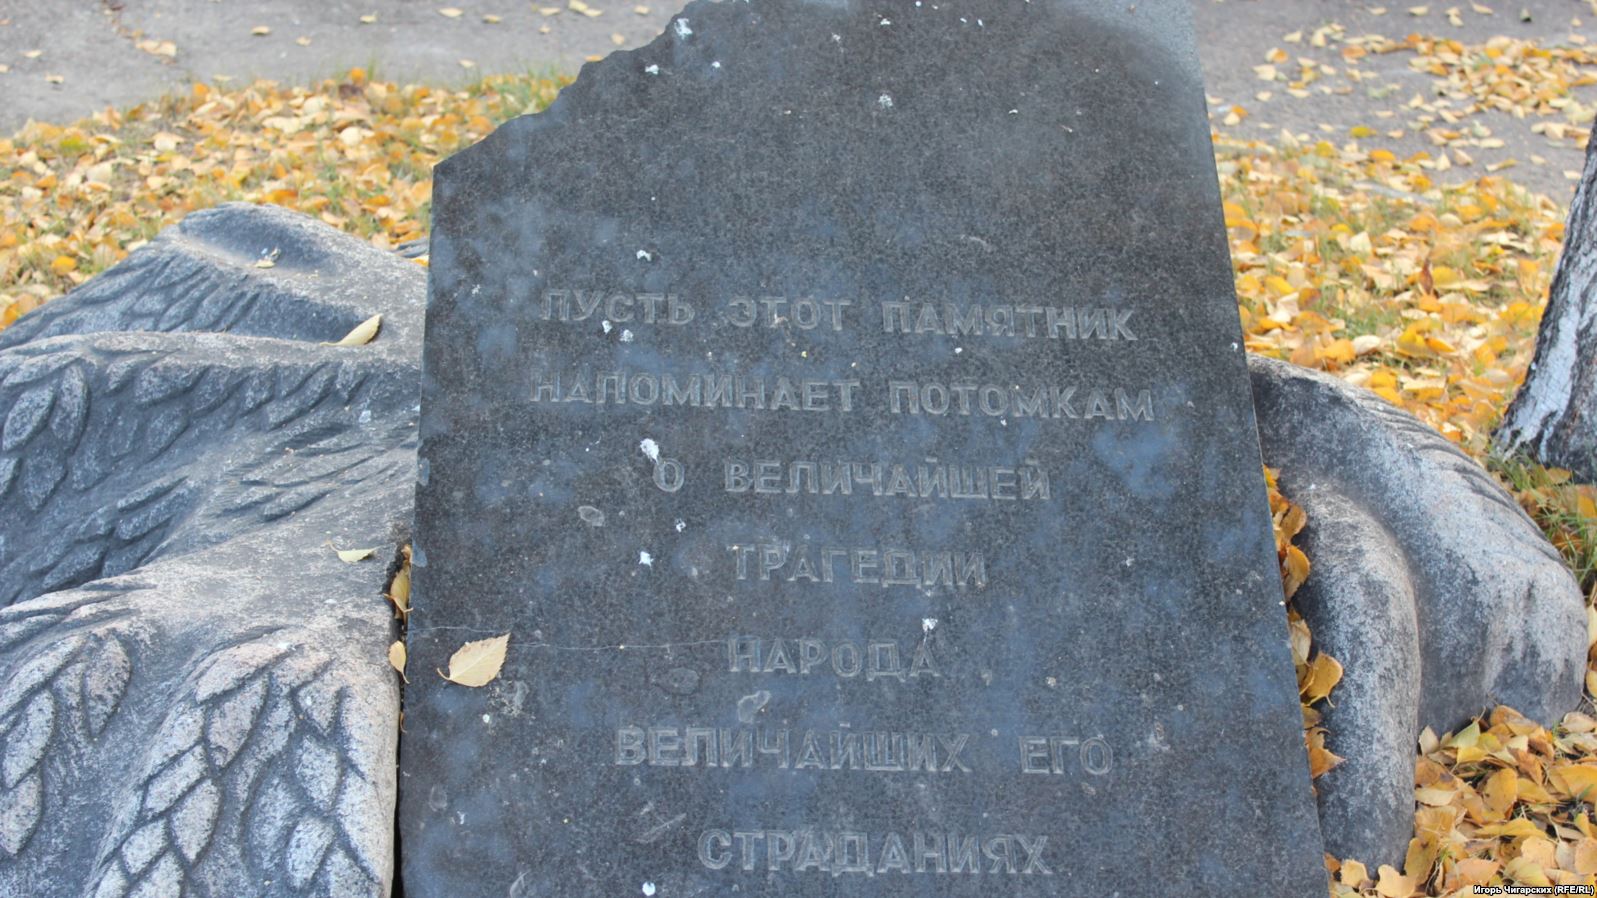 ПУСТЬ ЭТОТ ПАМЯТНИК
НАПОМИНАЕТ ПОТОМКАМ
О ВЕЛИЧАЙШЕЙ
ТРАГЕДИИ
НАРОДА
ВЕЛИЧАЙШИХ ЕГО
СТРАДАНИЯХ
Игорь Чигарских (RFE/RL)